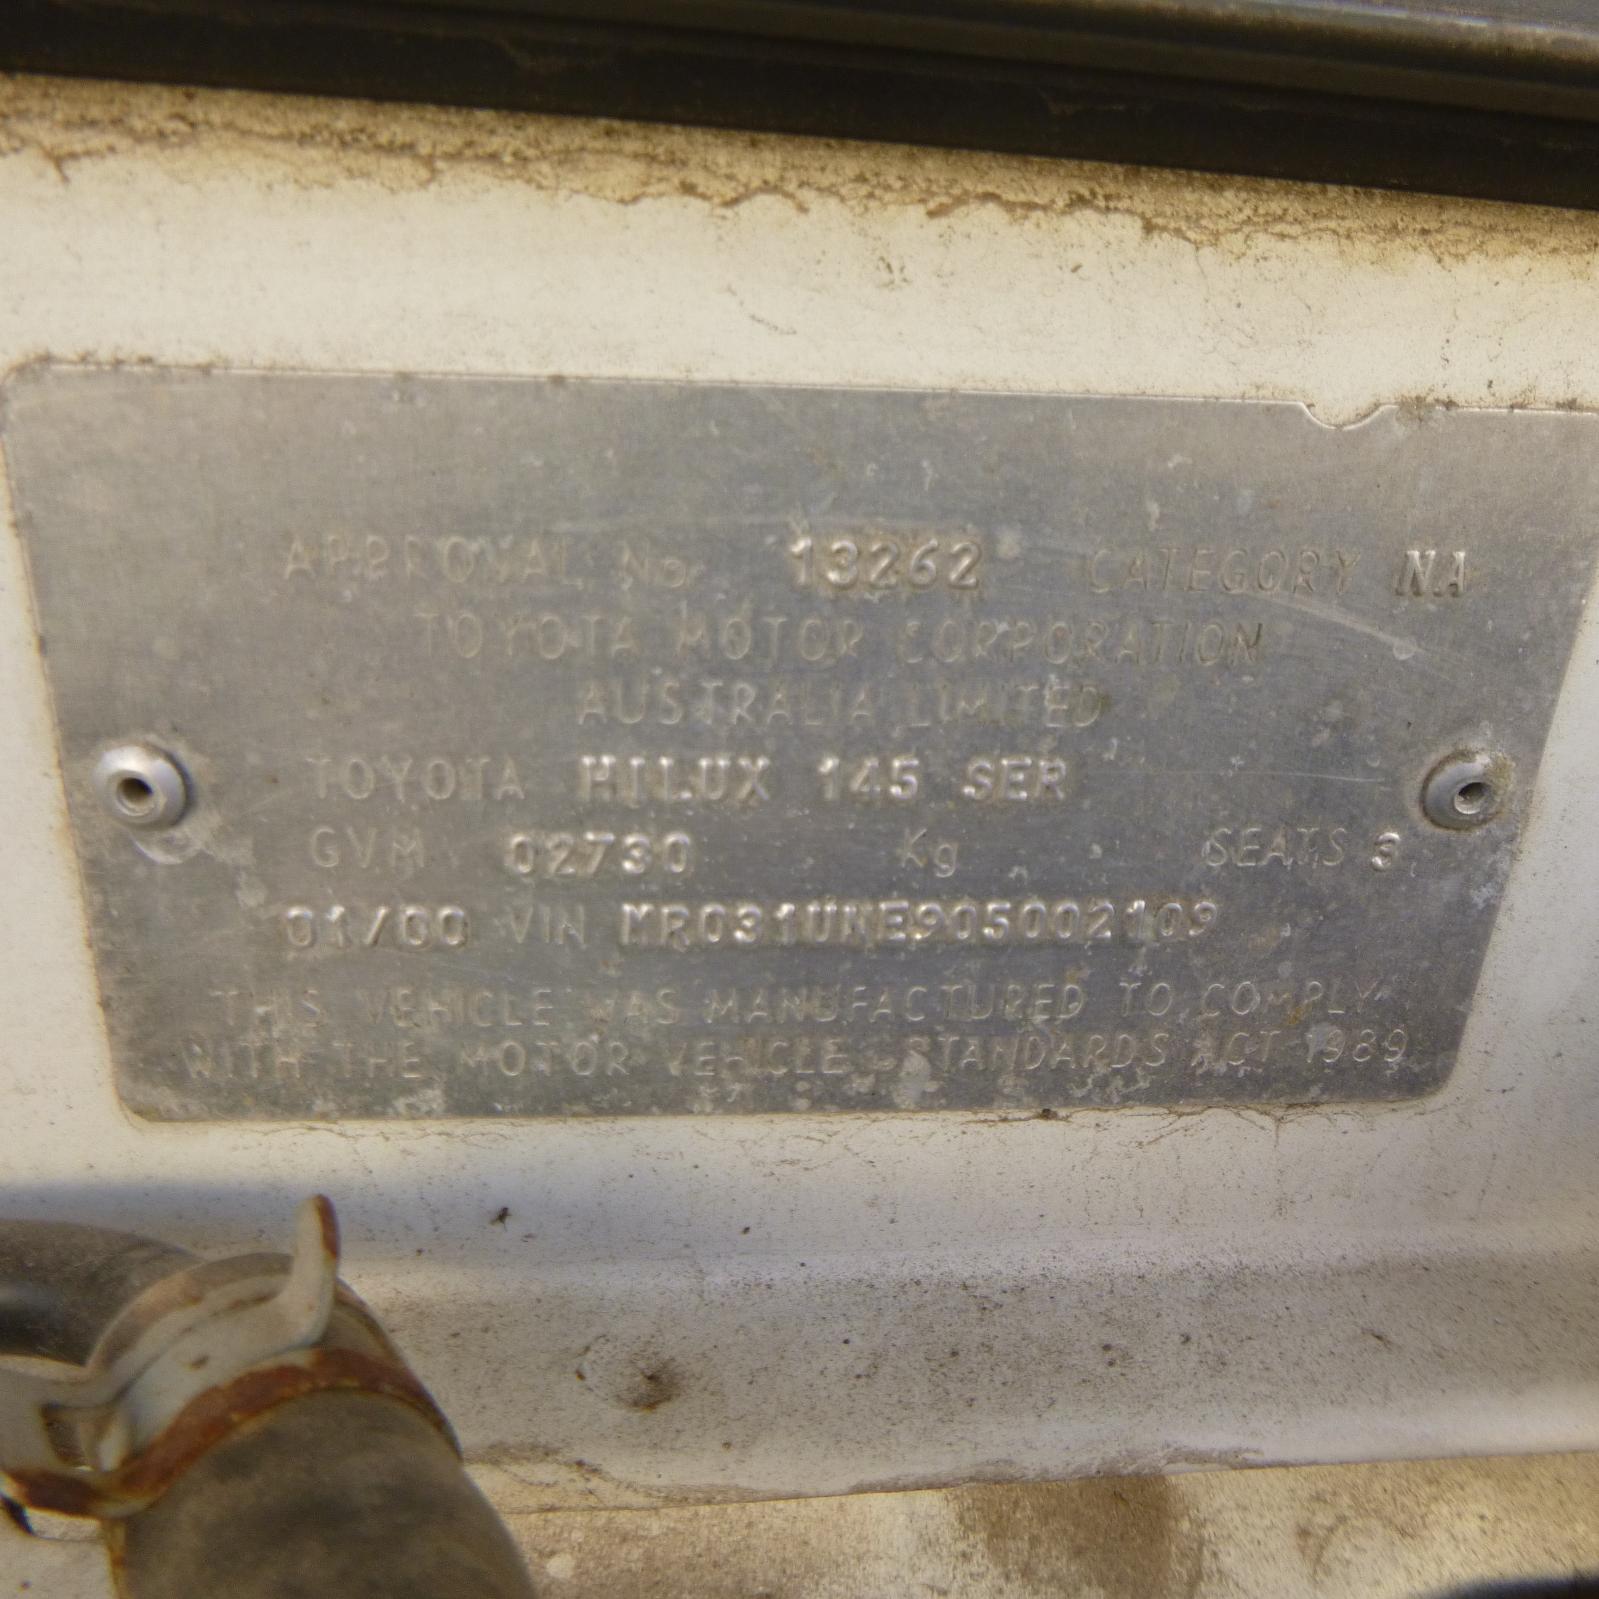 APPROVAL No 13262 CATEGORY NA
TOYOTA MOTOR CORPORATION
AUSTRALIA LIMITED
TOYOTA HILUX 145 SER
GVM 02730 Kg SEATS 3
01/00 VIN MR031UNE905002109
THIS VEHICLE WAS MANUFACTURED TO COMPLY
WITH THE MOTOR VEHICLE STANDARDS ACT 1989